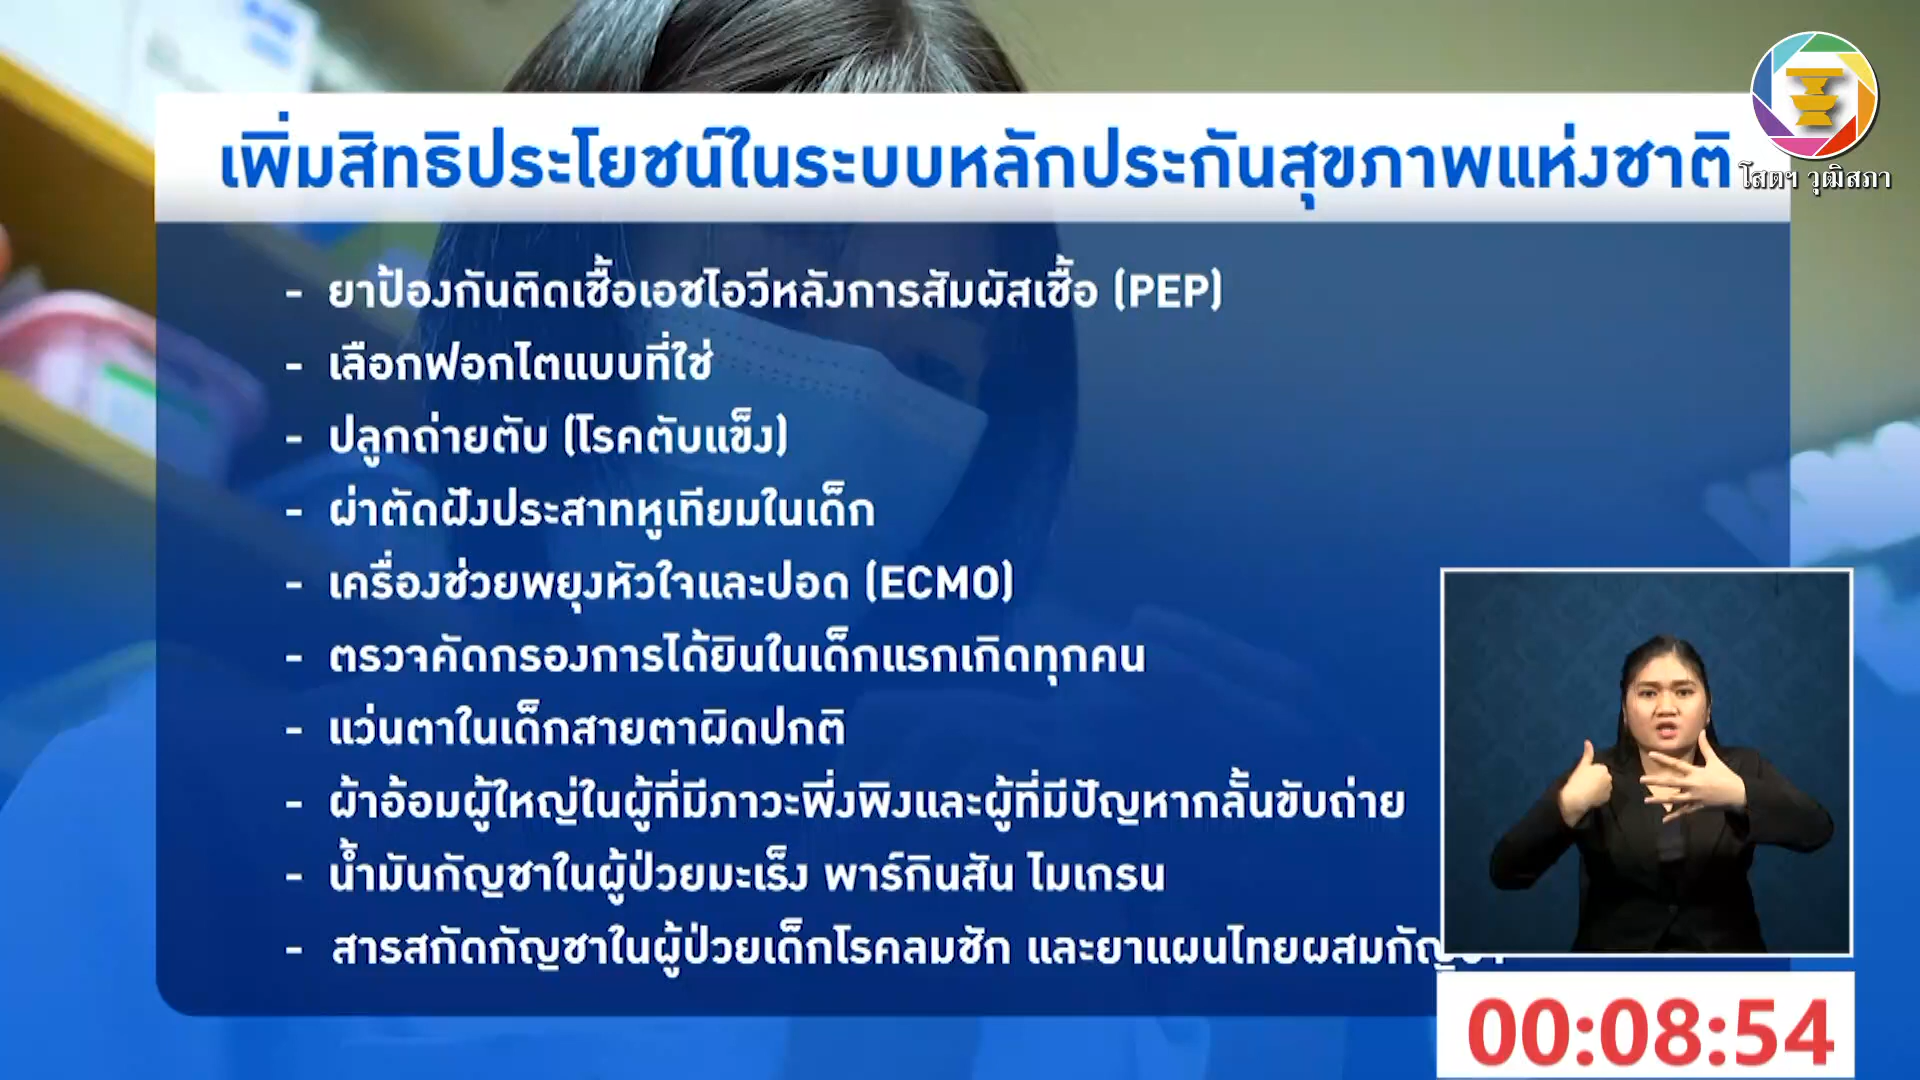 เพิ่มสิทธิประโยชน์ในระบบหลักประกันสุขภาพแห่งชาติ
โสตฯ วุฒิสภา
- ยาป้องกันติดเชื้อเอชไอวีหลังการสัมผัสเชื้อ (PEP)
- เลือกฟอกไตแบบที่ใช่
- ปลูกถ่ายตับ (โรคตับแข็ง)
- ผ่าตัดฝังประสาทหูเทียมในเด็ก
- เครื่องช่วยพยุงหัวใจและปอด (ECMO)
- ตรวจคัดกรองการได้ยินในเด็กแรกเกิดทุกคน
- แว่นตาในเด็กสายตาผิดปกติ
- ผ้าอ้อมผู้ใหญ่ในผู้ที่มีภาวะพึ่งพิงและผู้ที่มีปัญหากลั้นขับถ่าย
- น้ำมันกัญชาในผู้ป่วยมะเร็ง พาร์กินสัน ไมเกรน
- สารสกัดกัญชาในผู้ป่วยเด็กโรคลมชัก และยาแผนไทยผสม
00:08:54